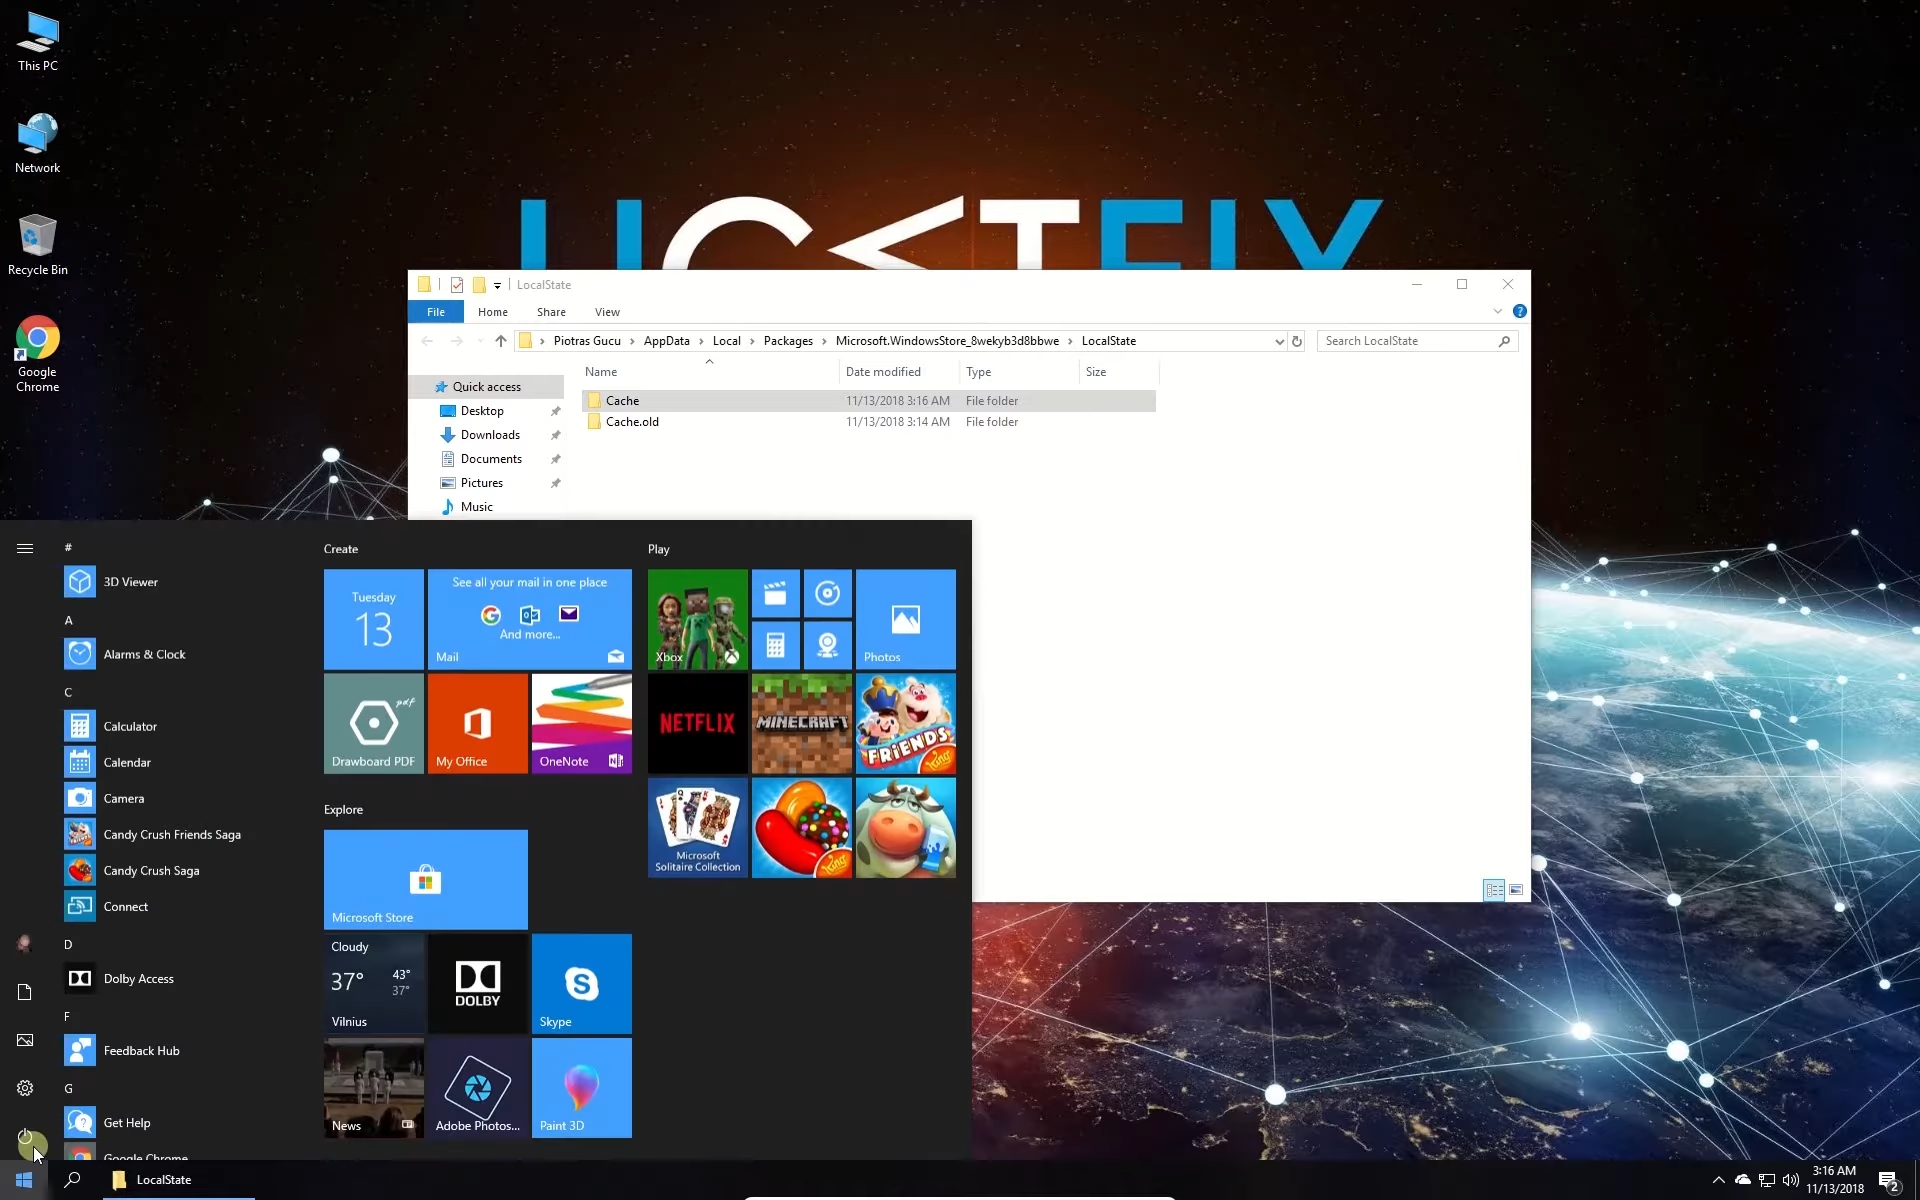 This PC
Network
Recycle Bin
Google
Chrome
LocalState
File
Home
Share
View
Piotras Gucu > AppData > Local > Packages > Microsoft.WindowsStore_8wekyb3d8bbwe > LocalState
Search LocalState
Name
Date modified
Type
Size
Quick access
Desktop
Downloads
Documents
Pictures
Music
Cache 11/13/2018 3:16 AM File folder
Cache.old 11/13/2018 3:14 AM File folder
#
3D Viewer
A
Alarms & Clock
C
Calculator
Calendar
Camera
Candy Crush Friends Saga
Candy Crush Saga
Connect
D
Dolby Access
F
Feedback Hub
G
Get Help
Google Chrome
Create
Tuesday
13
See all your mail in one place
And more...
Mail
Drawboard PDF
pdf
My Office
OneNote
N
Explore
Microsoft Store
Cloudy
37°
43°
37°
Vilnius
DOLBY
S
Skype
News
Adobe Photos...
Paint 3D
Play
Xbox
Photos
NETFLIX
MINECRAFT
FRIENDS
King
Microsoft
Solitaire Collection
King
LocalState
3:16 AM
11/13/2018
2